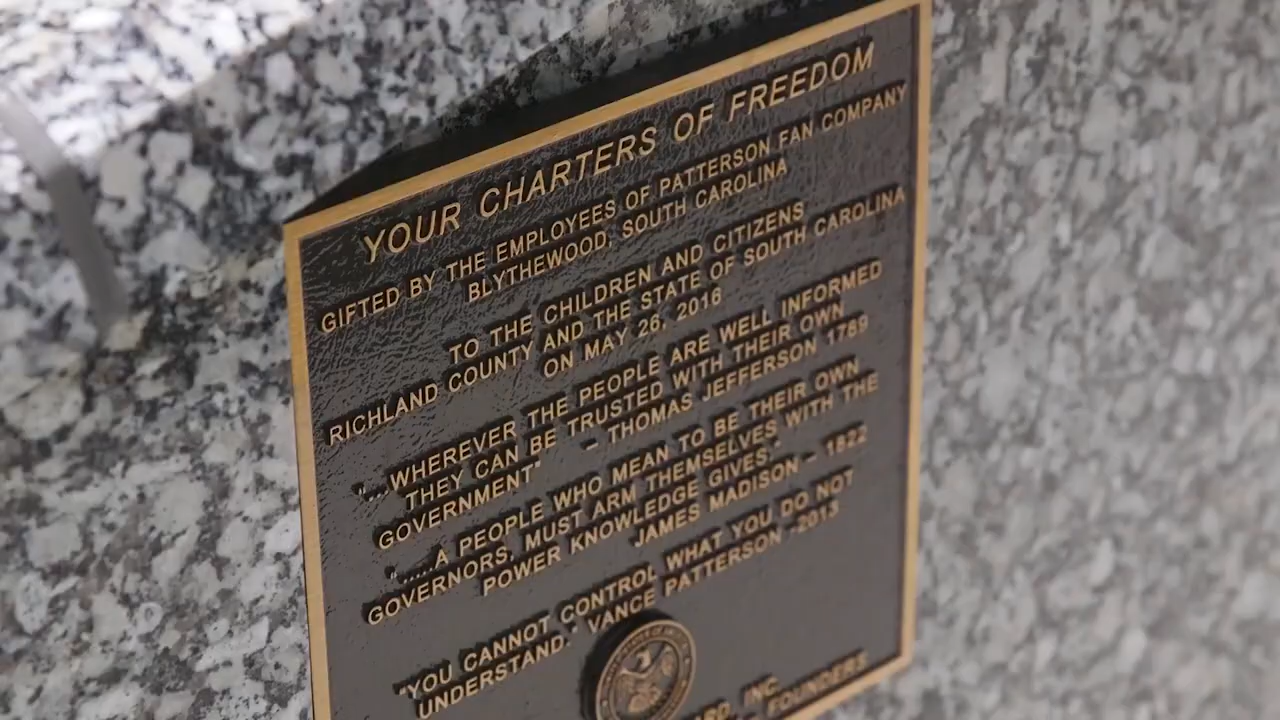 YOUR CHARTERS OF FREEDOM
GIFTED BY THE EMPLOYEES OF PATTERSON FAN COMPANY
BLYTHEWOOD, SOUTH CAROLINA
TO THE CHILDREN AND CITIZENS
RICHLAND COUNTY AND THE STATE OF SOUTH CAROLINA
ON MAY 26, 2016
"...WHEREVER THE PEOPLE ARE WELL INFORMED
THEY CAN BE TRUSTED WITH THEIR OWN
GOVERNMENT" – THOMAS JEFFERSON 1789
".....A PEOPLE WHO MEAN TO BE THEIR OWN
GOVERNORS, MUST ARM THEMSELVES WITH THE
POWER KNOWLEDGE GIVES."
JAMES MADISON – 1822
"YOU CANNOT CONTROL WHAT YOU DO NOT
UNDERSTAND." VANCE PATTERSON -2013
INC.
FOUNDERS